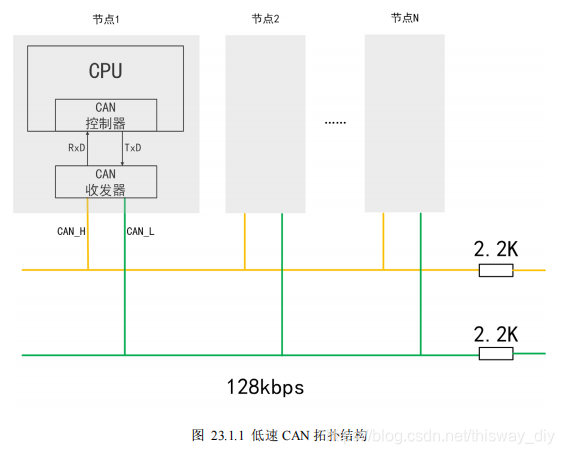 节点1
节点2
节点N
CPU
CAN
控制器
RxD
TxD
CAN
收发器
......
CAN_H
CAN_L
2.2K
2.2K
128kbps
图 23.1.1 低速 CAN 拓扑结构
https://blog.csdn.net/thisway_diy